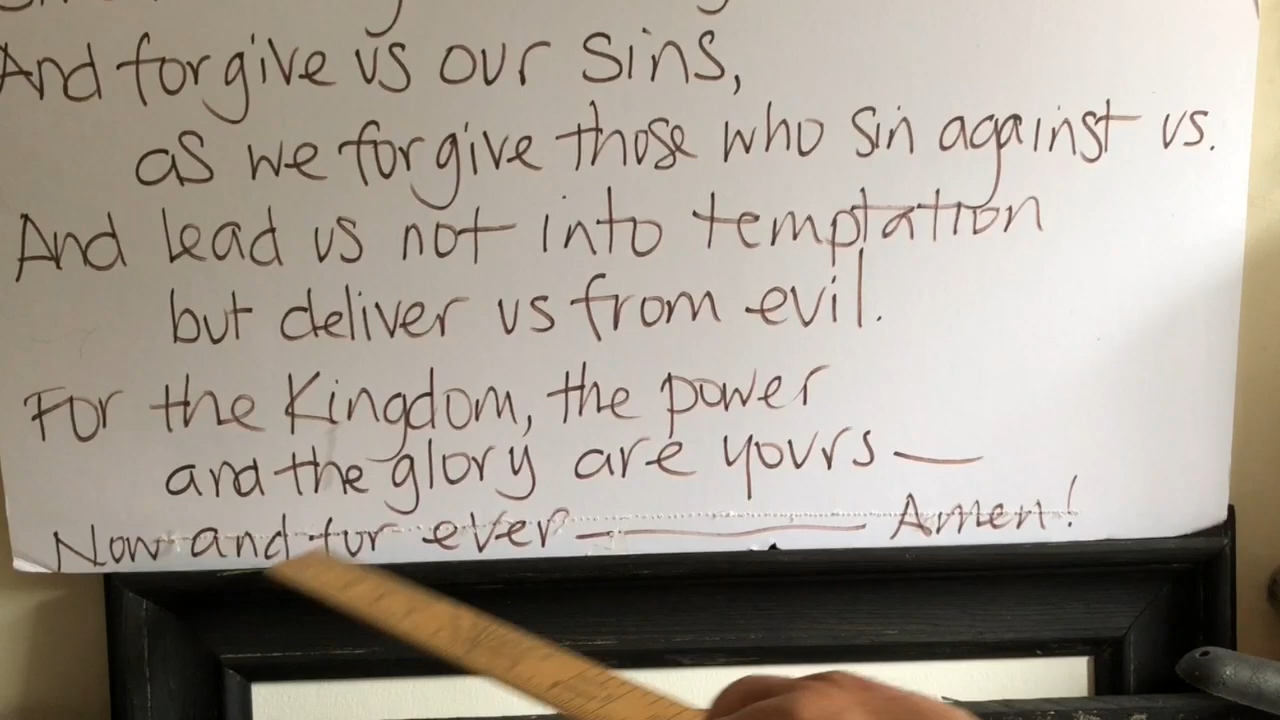 And forgive us our sins,
as we forgive those who sin against us.
And lead us not into temptation
but deliver us from evil.
For the Kingdom, the power
and the glory are yours —
Now and for ever — Amen!